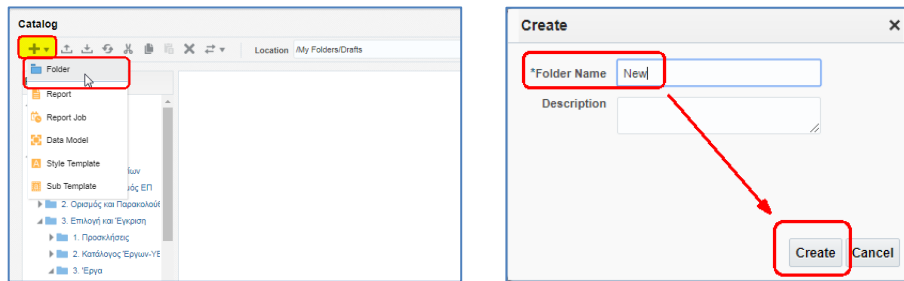 Catalog
Location /My Folders/Drafts
Folder
Report
Report Job
Data Model
Style Template
Sub Template
ίων
μός ΕΠ
2. Ορισμός και Παρακολούθ
3. Επιλογή και Έγκριση
1. Προσκλήσεις
2. Κατάλογος Έργων-ΥΕ
3. Έργα
Create
*Folder Name New
Description
Create Cancel